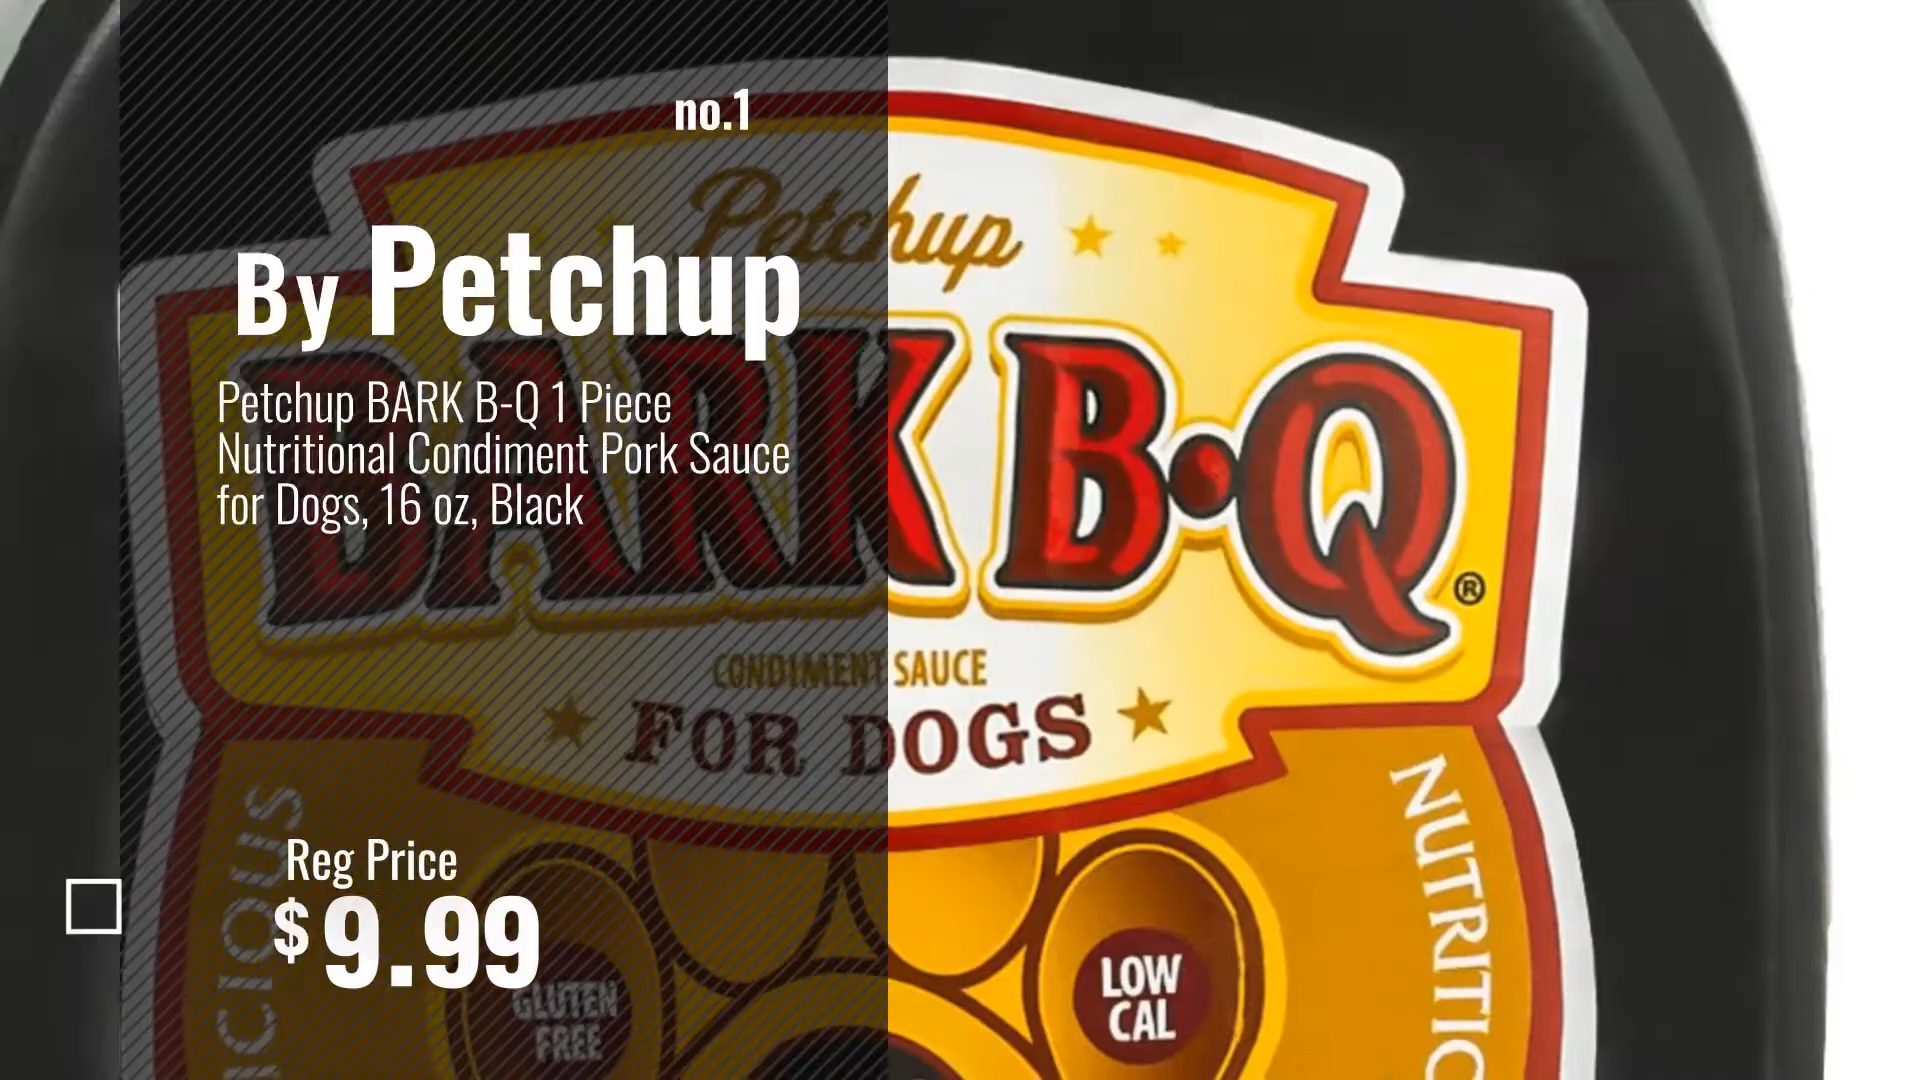 no.1
By Petchup
Petchup BARK B-Q 1 Piece
Nutritional Condiment Pork Sauce
for Dogs, 16 oz, Black
Reg Price
$9.99
Petchup
BARK B•Q®
CONDIMENT SAUCE
FOR DOGS
GLUTEN
FREE
LOW
CAL